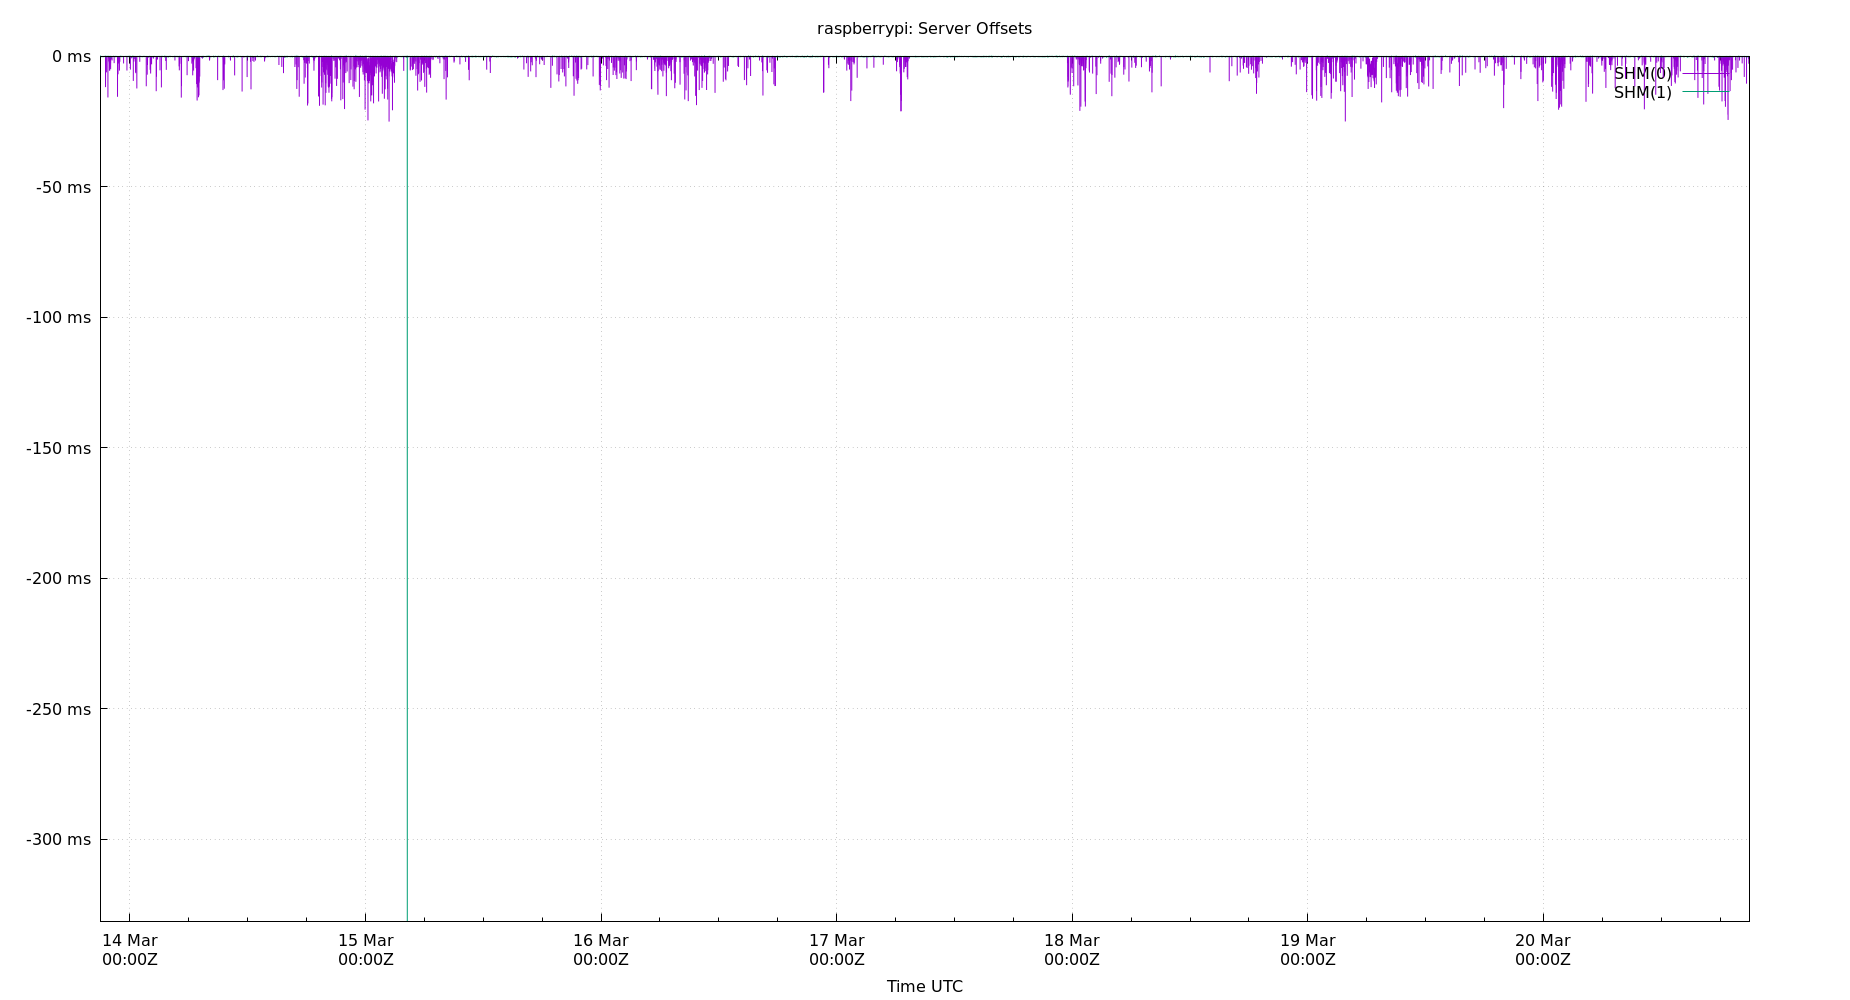 raspberrypi: Server Offsets
0 ms
SHM(0)
SHM(1)
-50 ms
-100 ms
-150 ms
-200 ms
-250 ms
-300 ms
14 Mar 15 Mar 16 Mar 17 Mar 18 Mar 19 Mar 20 Mar
00:00Z 00:00Z 00:00Z 00:00Z 00:00Z 00:00Z 00:00Z
Time UTC